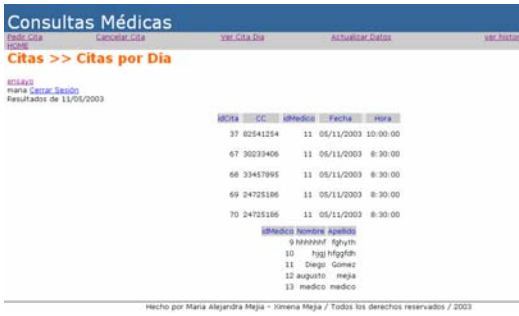 Consultas Médicas
Pedir Cita Cancelar Cita Ver Cita Dia Actualizar Datos ver histor
HOME
Citas >> Citas por Dia
ensayo
maria Cerrar Sesión
Resultados de 11/05/2003
idCita CC idMedico Fecha Hora
37 82541254 11 05/11/2003 10:00:00
67 30233406 11 05/11/2003 8:30:00
68 33457895 11 05/11/2003 8:30:00
69 24725186 11 05/11/2003 8:30:00
70 24725186 11 05/11/2003 8:30:00
idMedico Nombre Apellido
9 hhhhhhf fghyth
10 hjgj hfggfdh
11 Diego Gomez
12 augusto mejia
13 medico medico
Hecho por Maria Alejandra Mejia - Ximena Mejia / Todos los derechos reservados / 2003